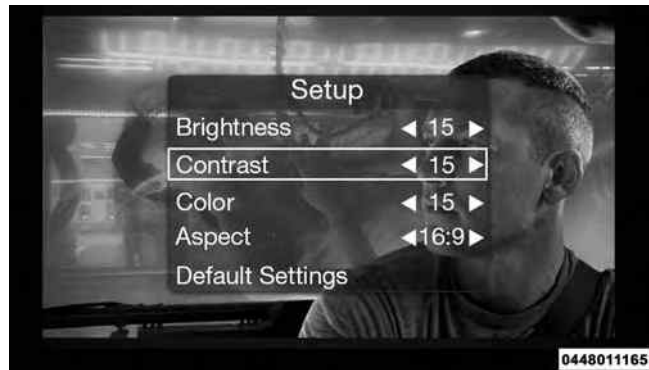 Setup
Brightness ◀ 15 ▶
Contrast ◀ 15 ▶
Color ◀ 15 ▶
Aspect ◀16:9▶
Default Settings
0448011165